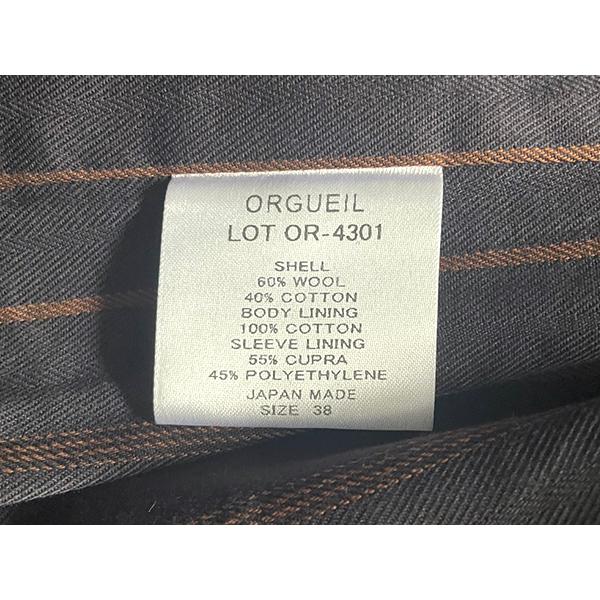 ORGUEIL
LOT OR-4301
SHELL
60% WOOL
40% COTTON
BODY LINING
100% COTTON
SLEEVE LINING
55% CUPRA
45% POLYETHYLENE
JAPAN MADE
SIZE 38